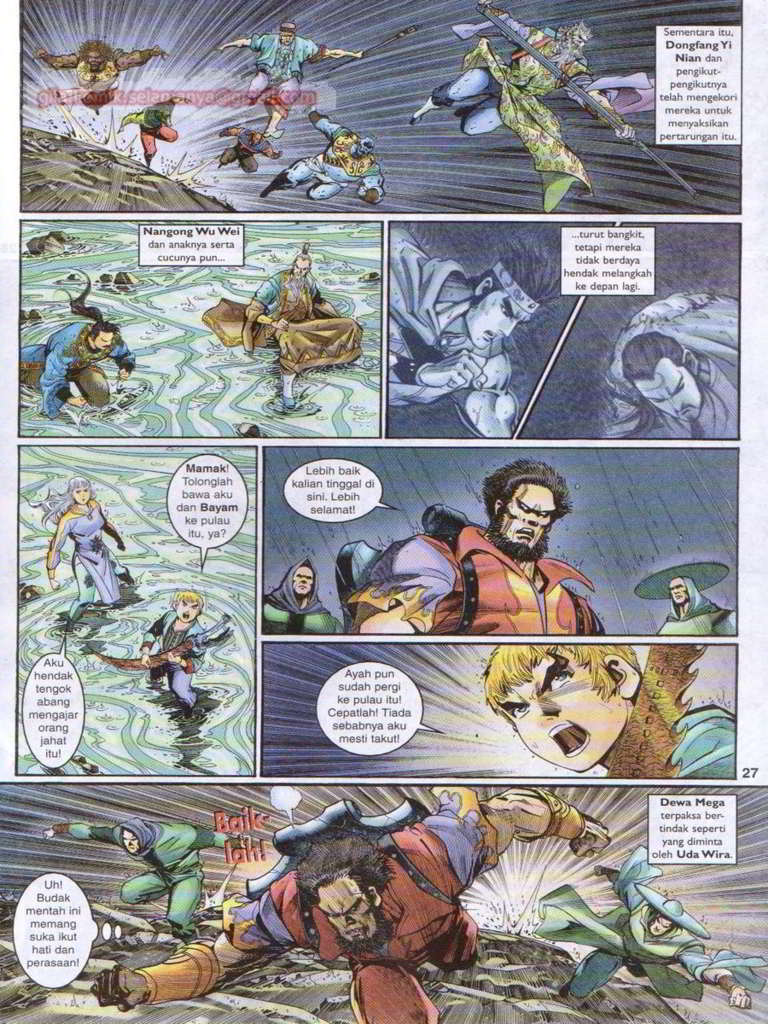 Sementara itu,
Dongfang Yi
Nian dan
pengikut-
pengikutnya
telah mengekori
mereka untuk
menyaksikan
pertarungan itu.
Nangong Wu Wei
dan anaknya serta
cucunya pun...
...turut bangkit,
tetapi mereka
tidak berdaya
hendak melangkah
ke depan lagi.
Mamak!
Tolonglah
bawa aku
dan Bayam
ke pulau
itu, ya?
Aku
hendak
tengok
abang
mengajar
orang
jahat
itu!
Lebih baik
kalian tinggal di
sini. Lebih
selamat!
Ayah pun
sudah pergi
ke pulau itu!
Cepatlah! Tiada
sebabnya aku
mesti takut!
27
Baik-
lah!
Dewa Mega
terpaksa ber-
tindak seperti
yang diminta
oleh Uda Wira.
Uh!
Budak
mentah ini
memang
suka ikut
hati dan
perasaan!